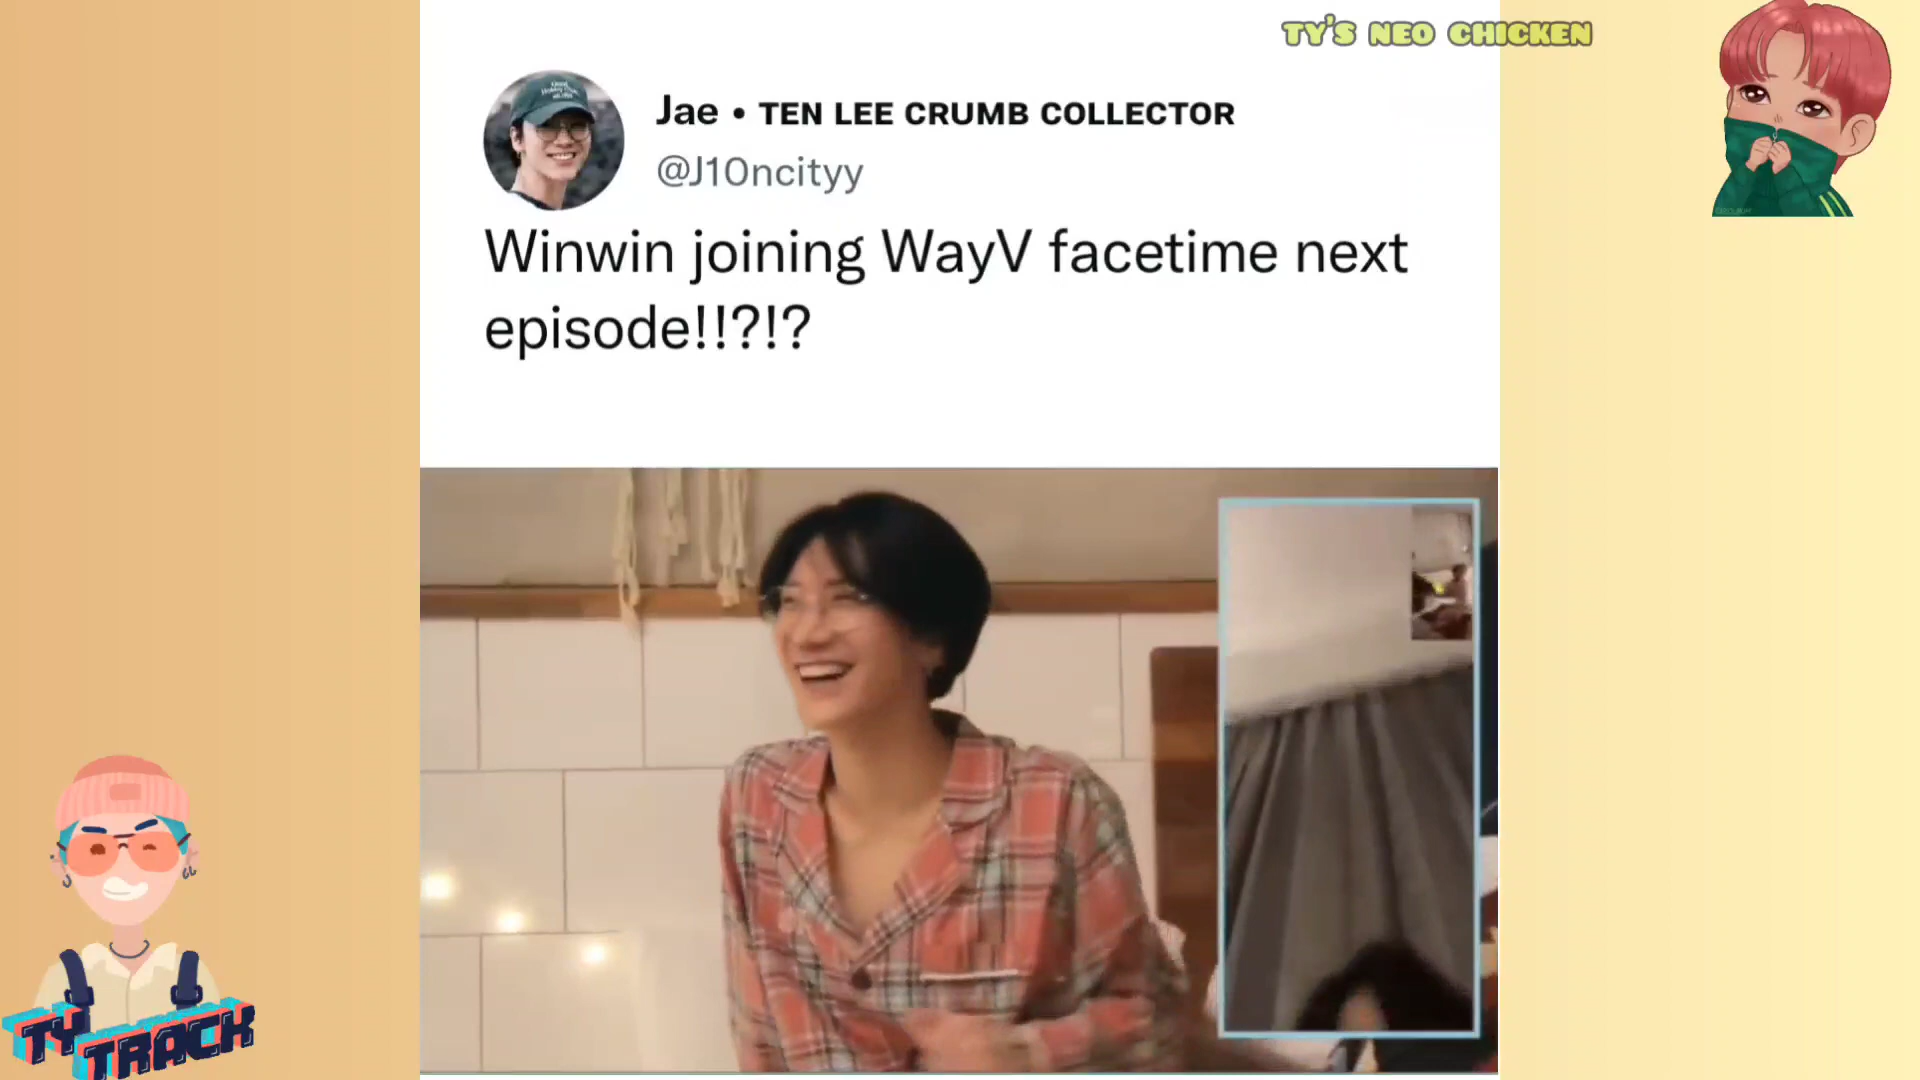 TY'S NEO CHICKEN
Jae • TEN LEE CRUMB COLLECTOR
@J10ncityy
Winwin joining WayV facetime next
episode!!?!?
TY
TRACK